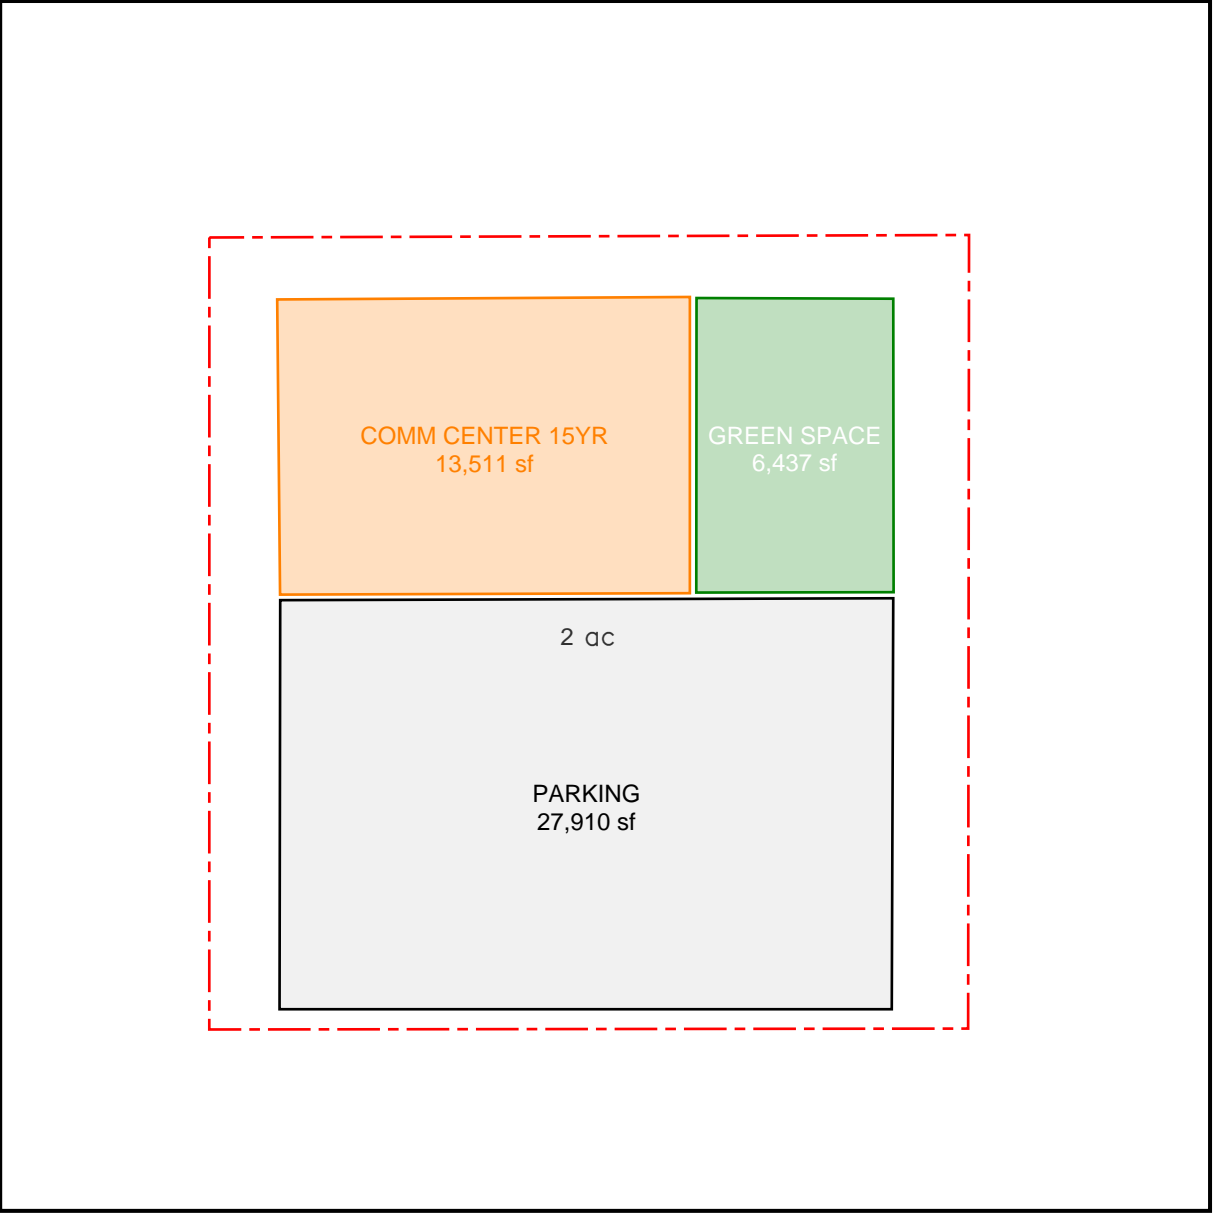 COMM CENTER 15YR
13,511 sf
GREEN SPACE
6,437 sf
2 ac
PARKING
27,910 sf